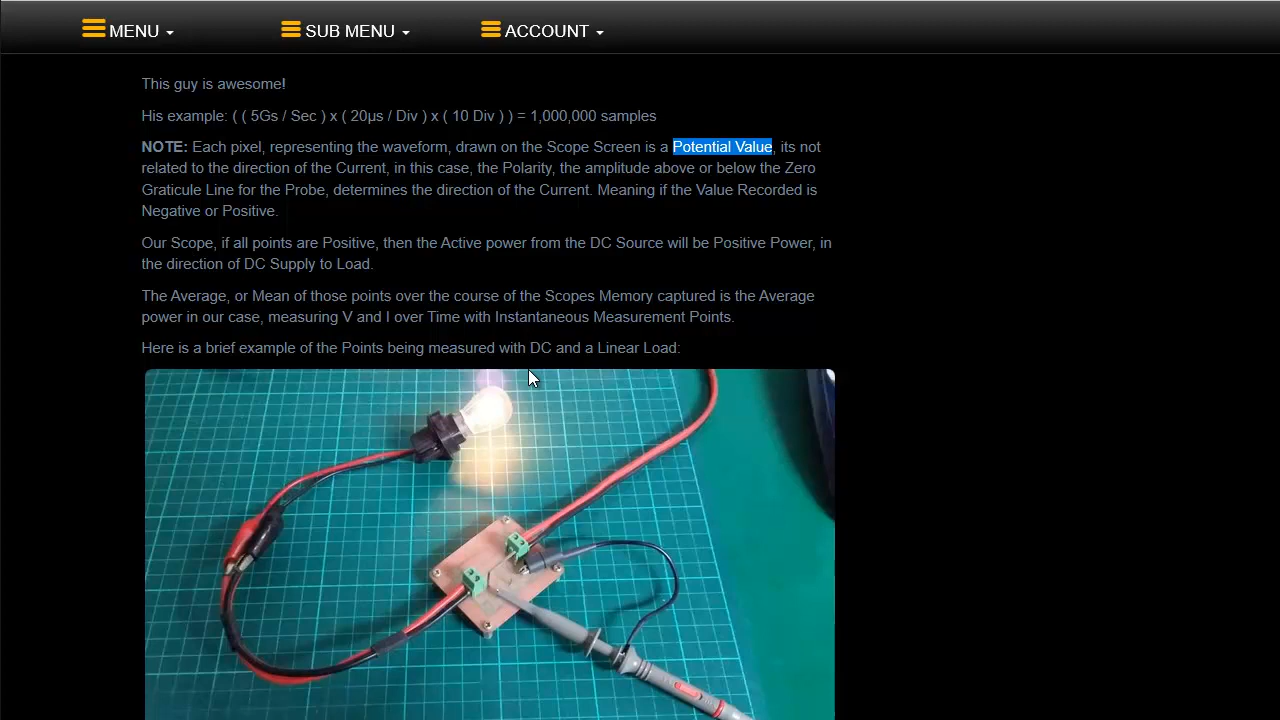 MENU SUB MENU ACCOUNT
This guy is awesome!
His example: ( ( 5Gs / Sec ) x ( 20µs / Div ) x ( 10 Div ) ) = 1,000,000 samples
NOTE: Each pixel, representing the waveform, drawn on the Scope Screen is a Potential Value, its not
related to the direction of the Current, in this case, the Polarity, the amplitude above or below the Zero
Graticule Line for the Probe, determines the direction of the Current. Meaning if the Value Recorded is
Negative or Positive.
Our Scope, if all points are Positive, then the Active power from the DC Source will be Positive Power, in
the direction of DC Supply to Load.
The Average, or Mean of those points over the course of the Scopes Memory captured is the Average
power in our case, measuring V and I over Time with Instantaneous Measurement Points.
Here is a brief example of the Points being measured with DC and a Linear Load: